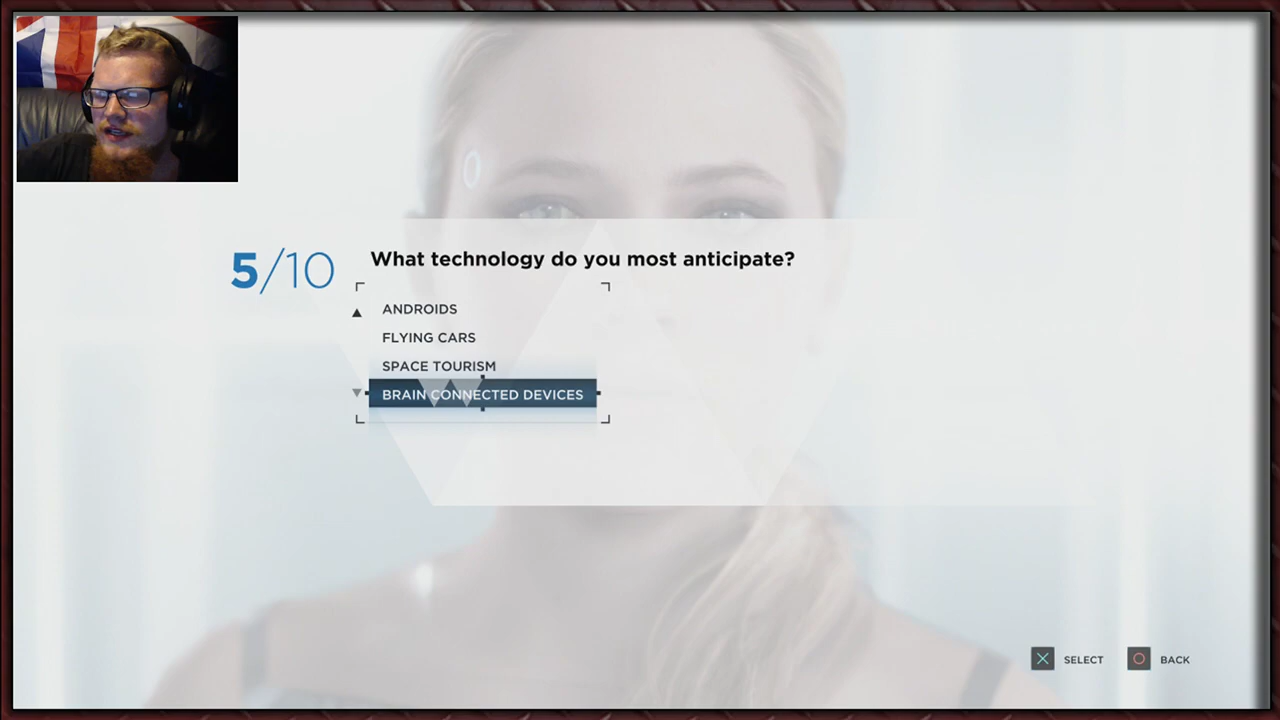 5/10
What technology do you most anticipate?
ANDROIDS
FLYING CARS
SPACE TOURISM
BRAIN CONNECTED DEVICES
SELECT
BACK